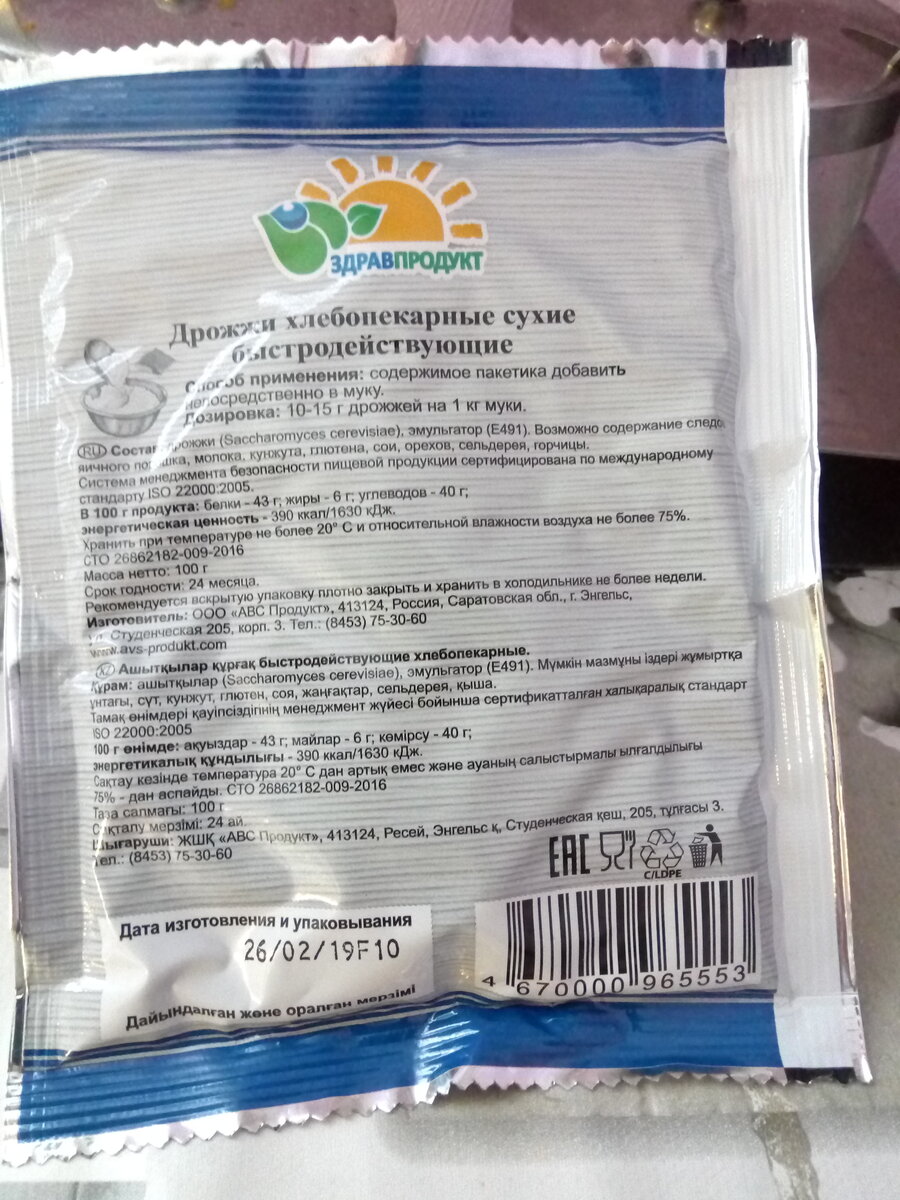 ЗДРАВПРОДУКТ
Дрожжи хлебопекарные сухие
быстродействующие
Способ применения: содержимое пакетика добавить
непосредственно в муку.
Дозировка: 10-15 г дрожжей на 1 кг муки.
RU Состав: дрожжи (Saccharomyces cerevisiae), эмульгатор (Е491). Возможно содержание следо
яичного порошка, молока, кунжута, глютена, сои, орехов, сельдерея, горчицы.
Система менеджмента безопасности пищевой продукции сертифицирована по международному
стандарту ISO 22000:2005.
В 100 г продукта: белки - 43 г; жиры - 6 г; углеводов - 40 г;
энергетическая ценность - 390 ккал/1630 кДж.
Хранить при температуре не более 20° С и относительной влажности воздуха не более 75%.
СТО 26862182-009-2016
Масса нетто: 100 г
Срок годности: 24 месяца.
Рекомендуется вскрытую упаковку плотно закрыть и хранить в холодильнике не более недели.
Изготовитель: ООО «АВС Продукт», 413124, Россия, Саратовская обл., г. Энгельс,
ул. Студенческая 205, корп. 3. Тел.: (8453) 75-30-60
www.avs-produkt.com
KZ Ашытқылар құрғақ быстродействующие хлебопекарные.
Құрам: ашытқылар (Saccharomyces cerevisiae), эмульгатор (Е491). Мүмкін мазмұны іздері жұмыртқа
ұнтағы, сүт, кунжут, глютен, соя, жаңғақтар, сельдерея, қыша.
Тамақ өнімдері қауіпсіздігінің менеджмент жүйесі бойынша сертификатталған халықаралық стандарт
ISO 22000:2005
100 г өнімде: ақуыздар - 43 г; майлар - 6 г; көмірсу - 40 г;
энергетикалық құндылығы - 390 ккал/1630 кДж.
Сақтау кезінде температура 20° С дан артық емес және ауаның салыстырмалы ылғалдылығы
75% - дан аспайды. СТО 26862182-009-2016
Таза салмағы: 100 г
Сақталу мерзімі: 24 ай.
Шығаруши: ЖШҚ «АВС Продукт», 413124, Ресей, Энгельс қ, Студенческая қеш, 205, тұлғасы 3.
Тел.: (8453) 75-30-60
ЕАС
C/LDPE
Дата изготовления и упаковывания
26/02/19F10
Дайындалған және оралған мерзімі
4 670000 965553